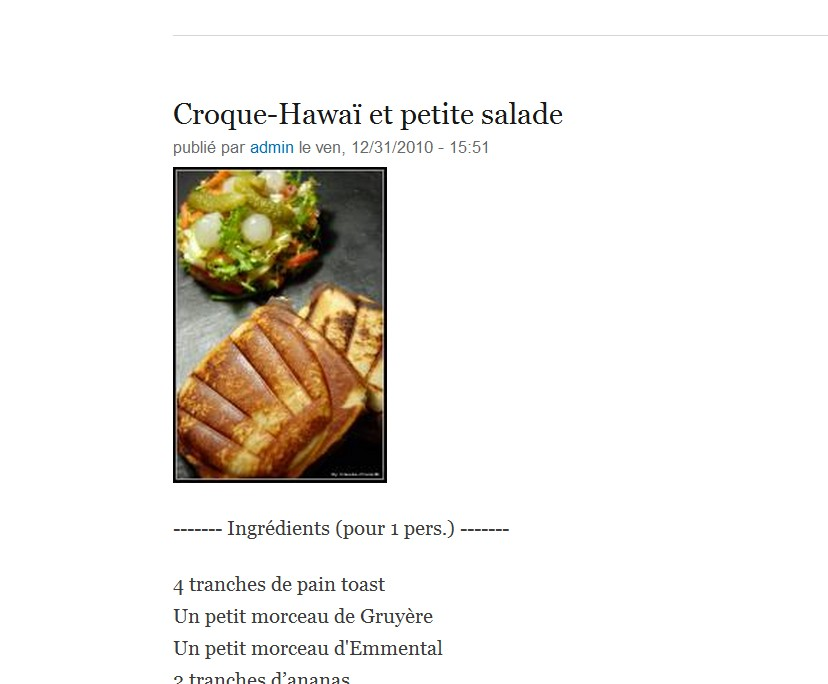 Croque-Hawaï et petite salade
publié par admin le ven, 12/31/2010 - 15:51
------- Ingrédients (pour 1 pers.) -------
4 tranches de pain toast
Un petit morceau de Gruyère
Un petit morceau d'Emmental
2 tranches d’ananas